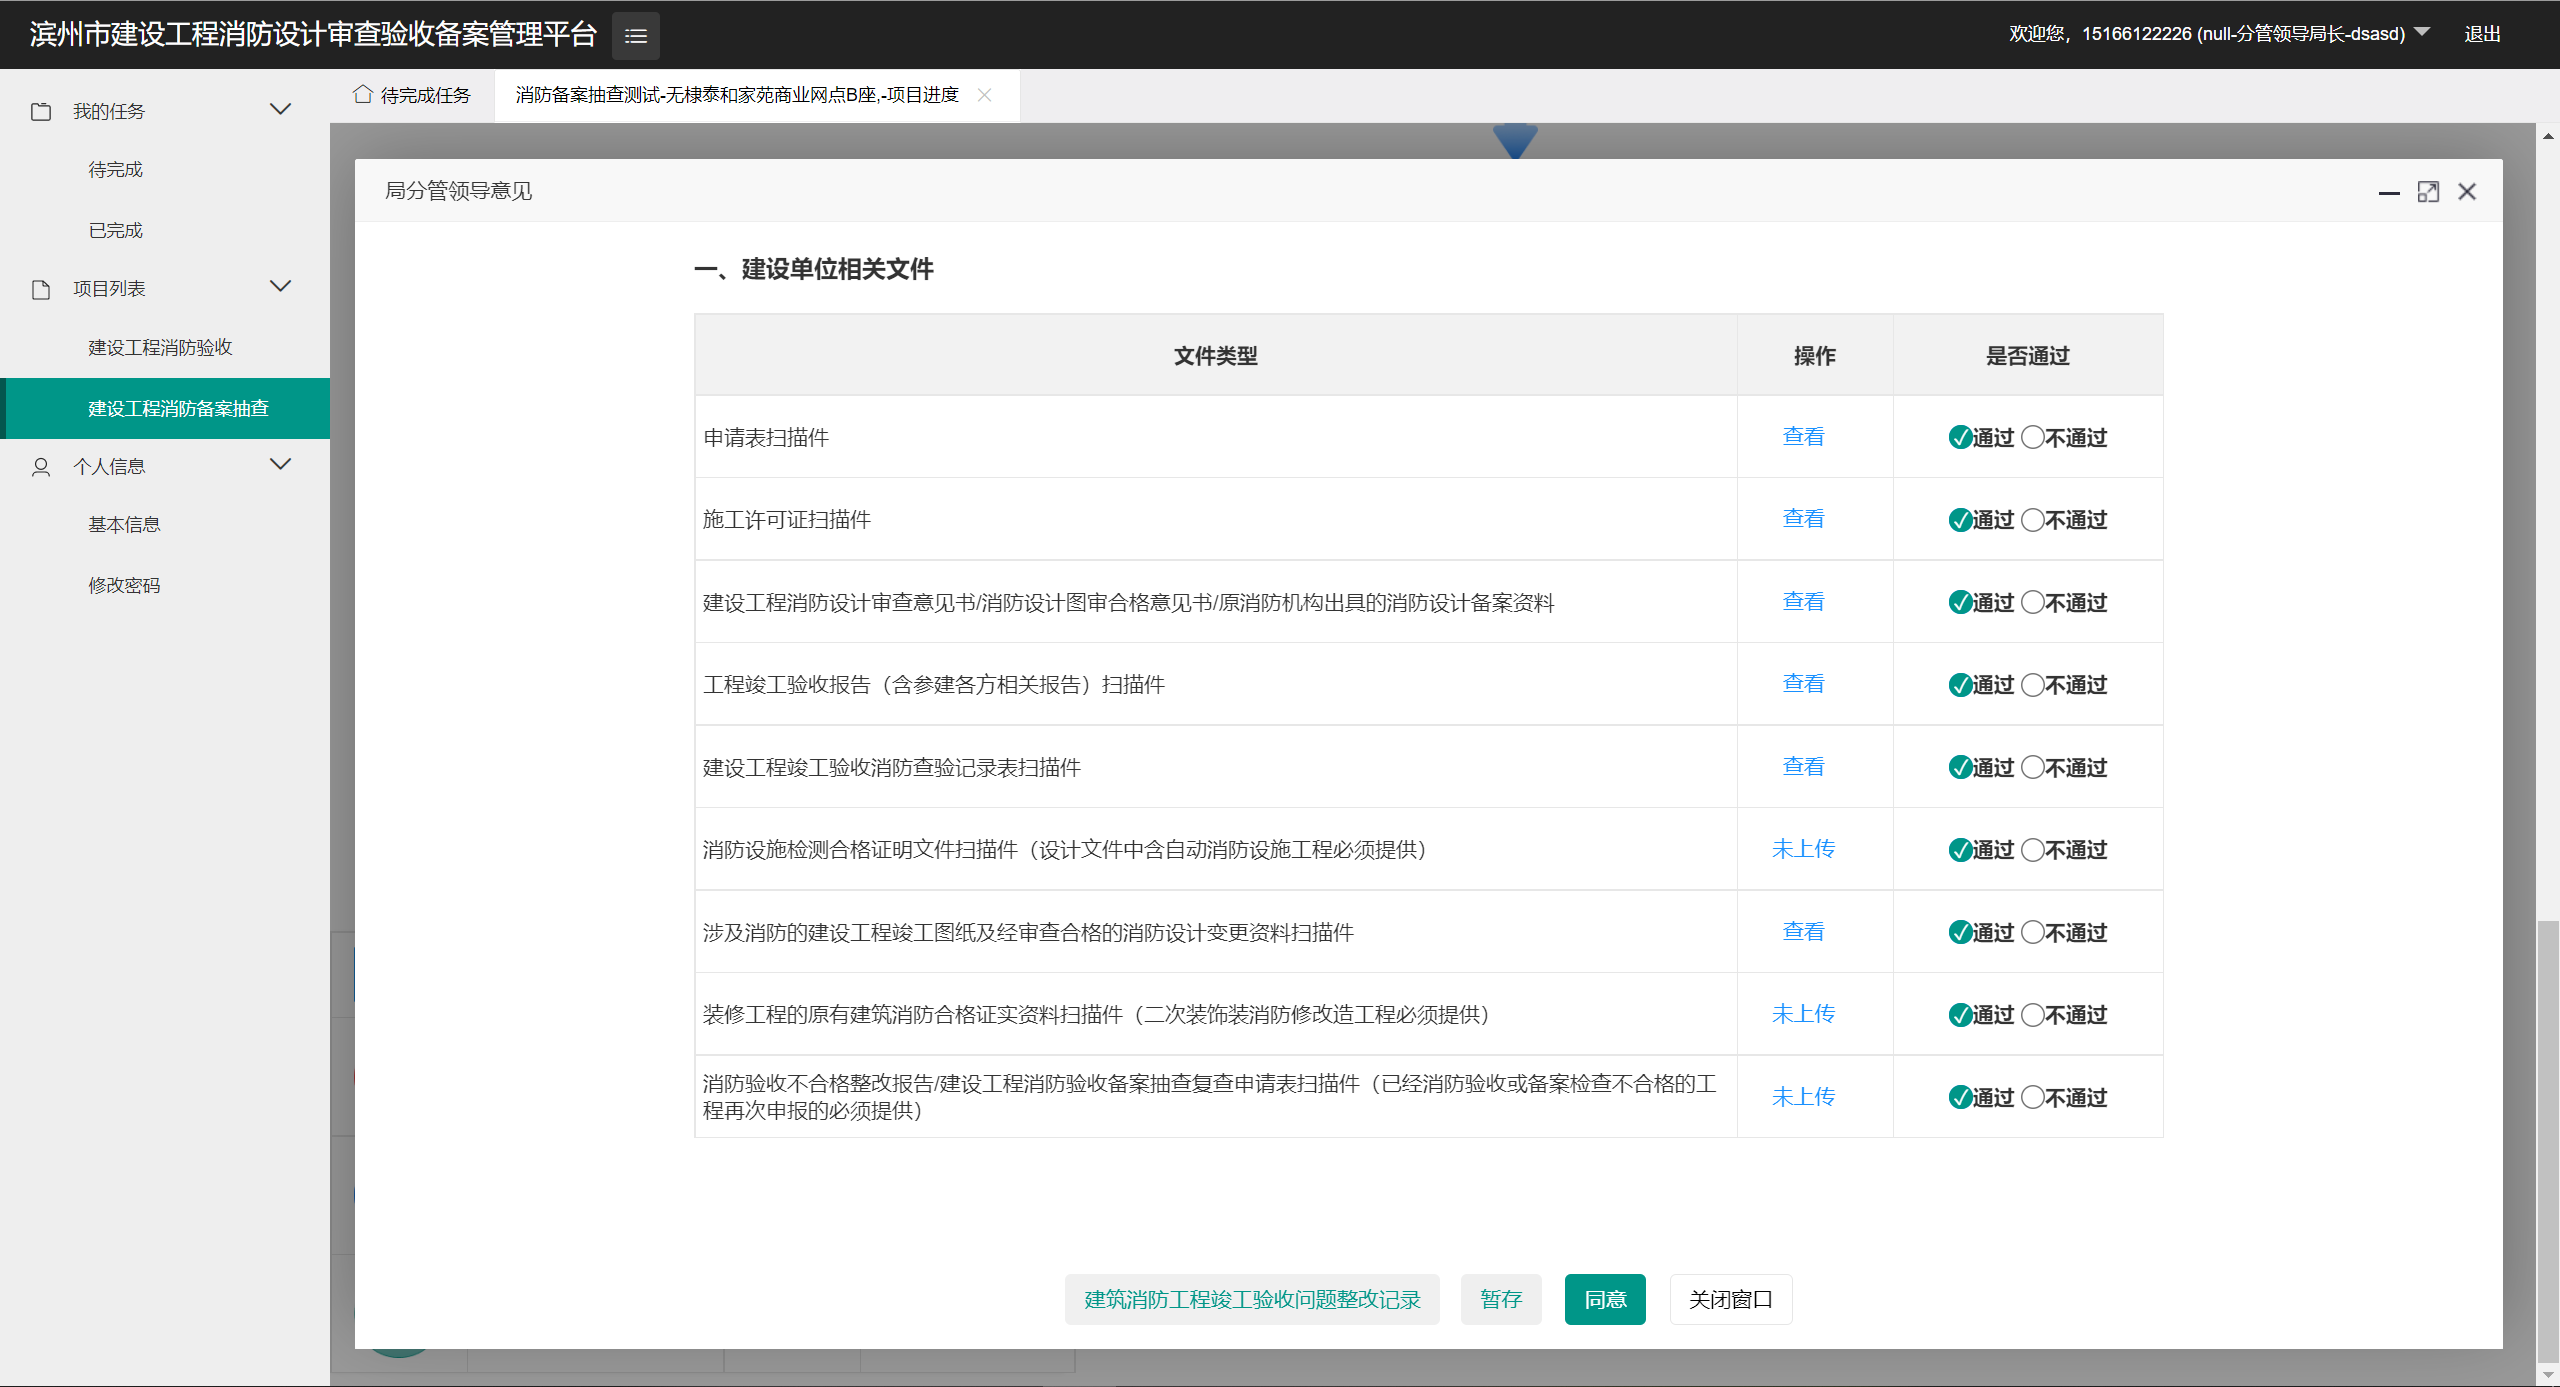 滨州市建设工程消防设计审查验收备案管理平台
欢迎您，15166122226 (null-分管领导局长-dsasd)
退出
我的任务
待完成
已完成
项目列表
建设工程消防验收
建设工程消防备案抽查
个人信息
基本信息
修改密码
待完成任务
消防备案抽查测试-无棣泰和家苑商业网点B座,-项目进度
局分管领导意见
一、建设单位相关文件
文件类型 操作 是否通过
申请表扫描件 查看 通过 不通过
施工许可证扫描件 查看 通过 不通过
建设工程消防设计审查意见书/消防设计图审合格意见书/原消防机构出具的消防设计备案资料 查看 通过 不通过
工程竣工验收报告（含参建各方相关报告）扫描件 查看 通过 不通过
建设工程竣工验收消防查验记录表扫描件 查看 通过 不通过
消防设施检测合格证明文件扫描件（设计文件中含自动消防设施工程必须提供） 未上传 通过 不通过
涉及消防的建设工程竣工图纸及经审查合格的消防设计变更资料扫描件 查看 通过 不通过
装修工程的原有建筑消防合格证实资料扫描件（二次装饰装消防修改造工程必须提供） 未上传 通过 不通过
消防验收不合格整改报告/建设工程消防验收备案抽查复查申请表扫描件（已经消防验收或备案检查不合格的工
程再次申报的必须提供） 未上传 通过 不通过
建筑消防工程竣工验收问题整改记录 暂存 同意 关闭窗口